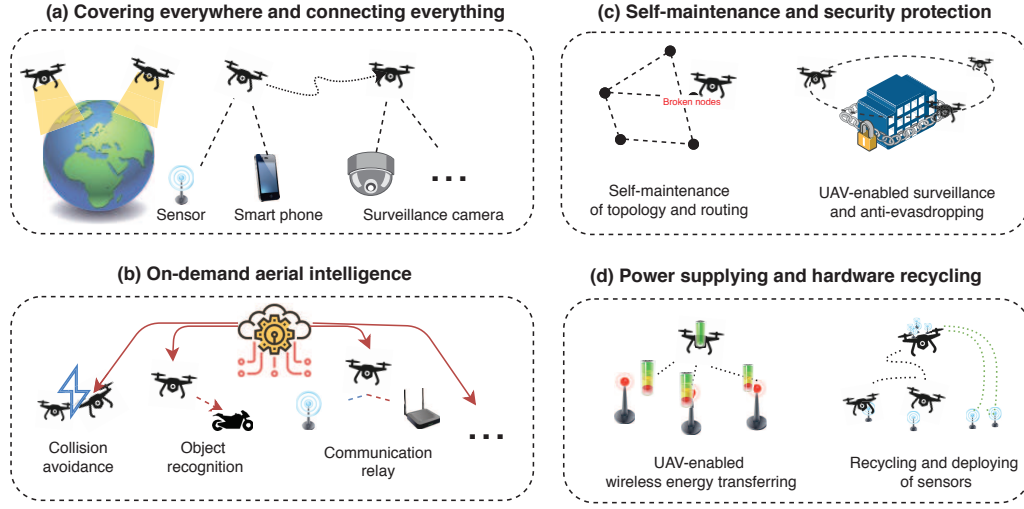 (a) Covering everywhere and connecting everything
Sensor
Smart phone
Surveillance camera
...
(b) On-demand aerial intelligence
Collision
avoidance
Object
recognition
Communication
relay
...
(c) Self-maintenance and security protection
Broken nodes
Self-maintenance
of topology and routing
UAV-enabled surveillance
and anti-evasdropping
(d) Power supplying and hardware recycling
UAV-enabled
wireless energy transferring
Recycling and deploying
of sensors